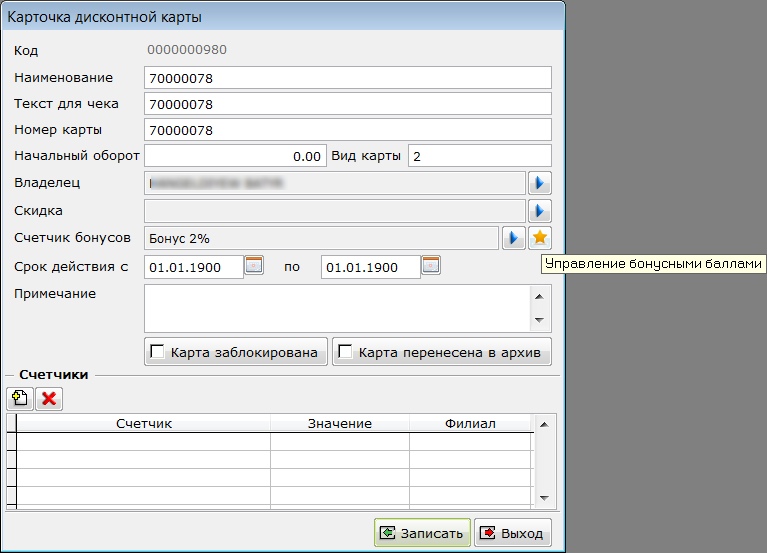 Карточка дисконтной карты
Код 0000000980
Наименование 70000078
Текст для чека 70000078
Номер карты 70000078
Начальный оборот 0.00 Вид карты 2
Владелец
Скидка
Счетчик бонусов Бонус 2%
Срок действия с 01.01.1900 по 01.01.1900
Управление бонусными баллами
Примечание
Карта заблокирована Карта перенесена в архив
Счетчики
Счетчик Значение Филиал
Записать Выход